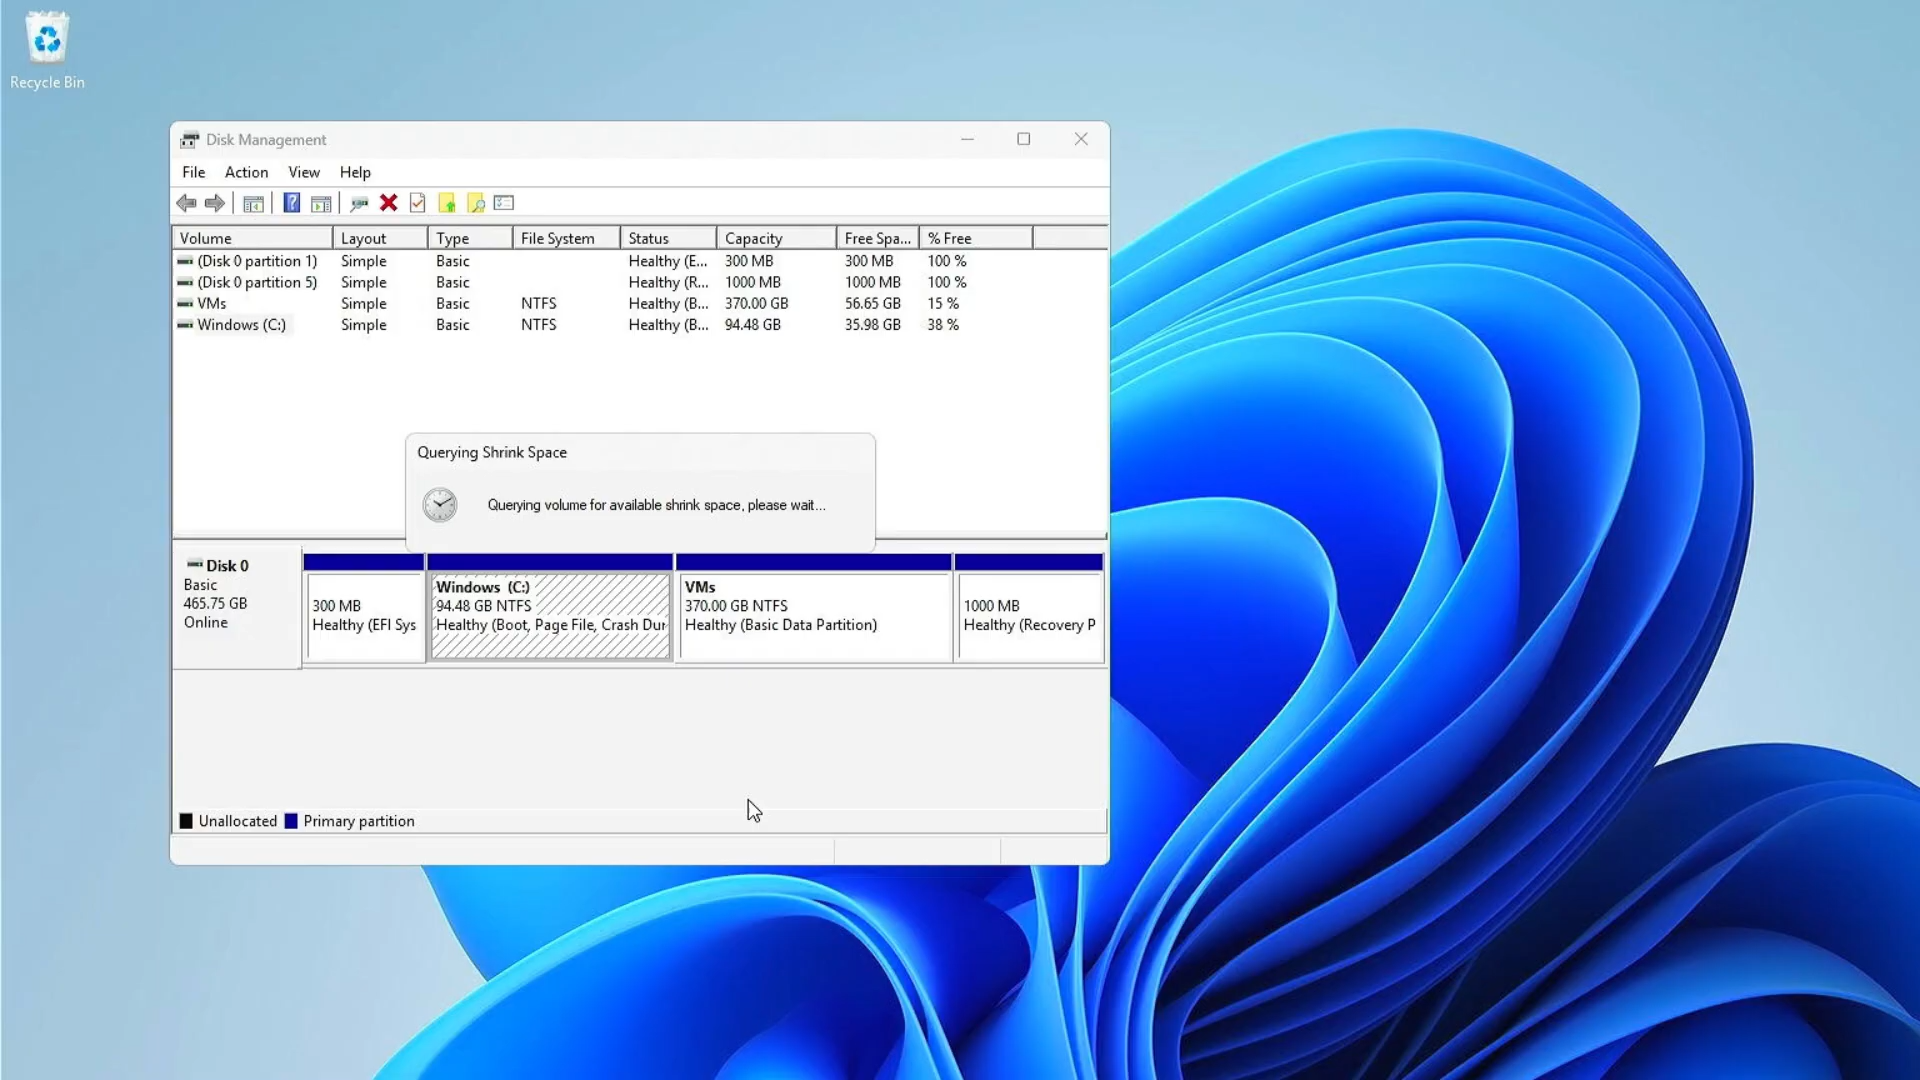 Recycle Bin
Disk Management
File Action View Help
Volume Layout Type File System Status Capacity Free Spa... % Free
(Disk 0 partition 1) Simple Basic Healthy (E... 300 MB 300 MB 100 %
(Disk 0 partition 5) Simple Basic Healthy (R... 1000 MB 1000 MB 100 %
VMs Simple Basic NTFS Healthy (B... 370.00 GB 56.65 GB 15 %
Windows (C:) Simple Basic NTFS Healthy (B... 94.48 GB 35.98 GB 38 %
Querying Shrink Space
Querying volume for available shrink space, please wait...
Disk 0
Basic
465.75 GB
Online
300 MB
Healthy (EFI Sys
Windows (C:)
94.48 GB NTFS
Healthy (Boot, Page File, Crash Dur
VMs
370.00 GB NTFS
Healthy (Basic Data Partition)
1000 MB
Healthy (Recovery P
Unallocated Primary partition